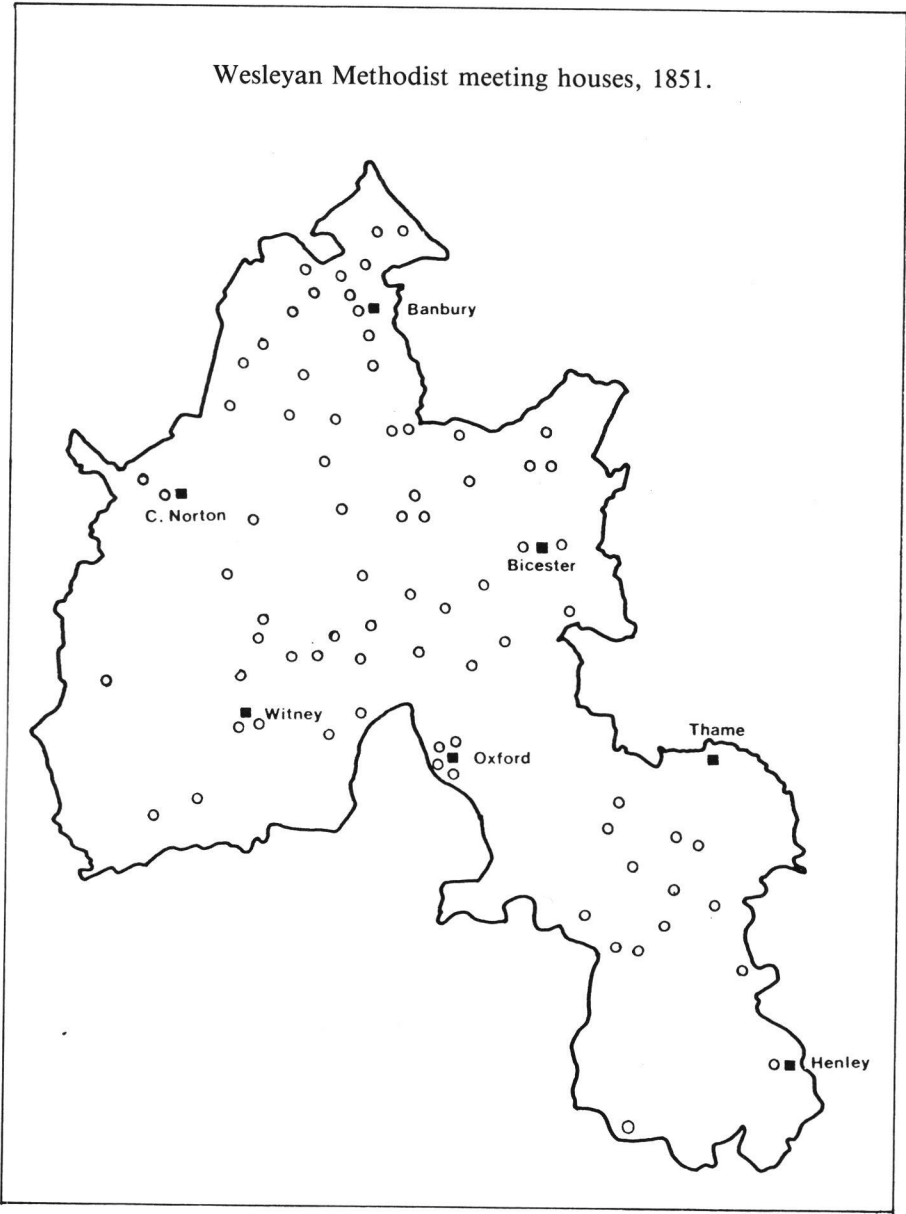 Wesleyan Methodist meeting houses, 1851.
Banbury
C. Norton
Bicester
Witney
Thame
Oxford
Henley